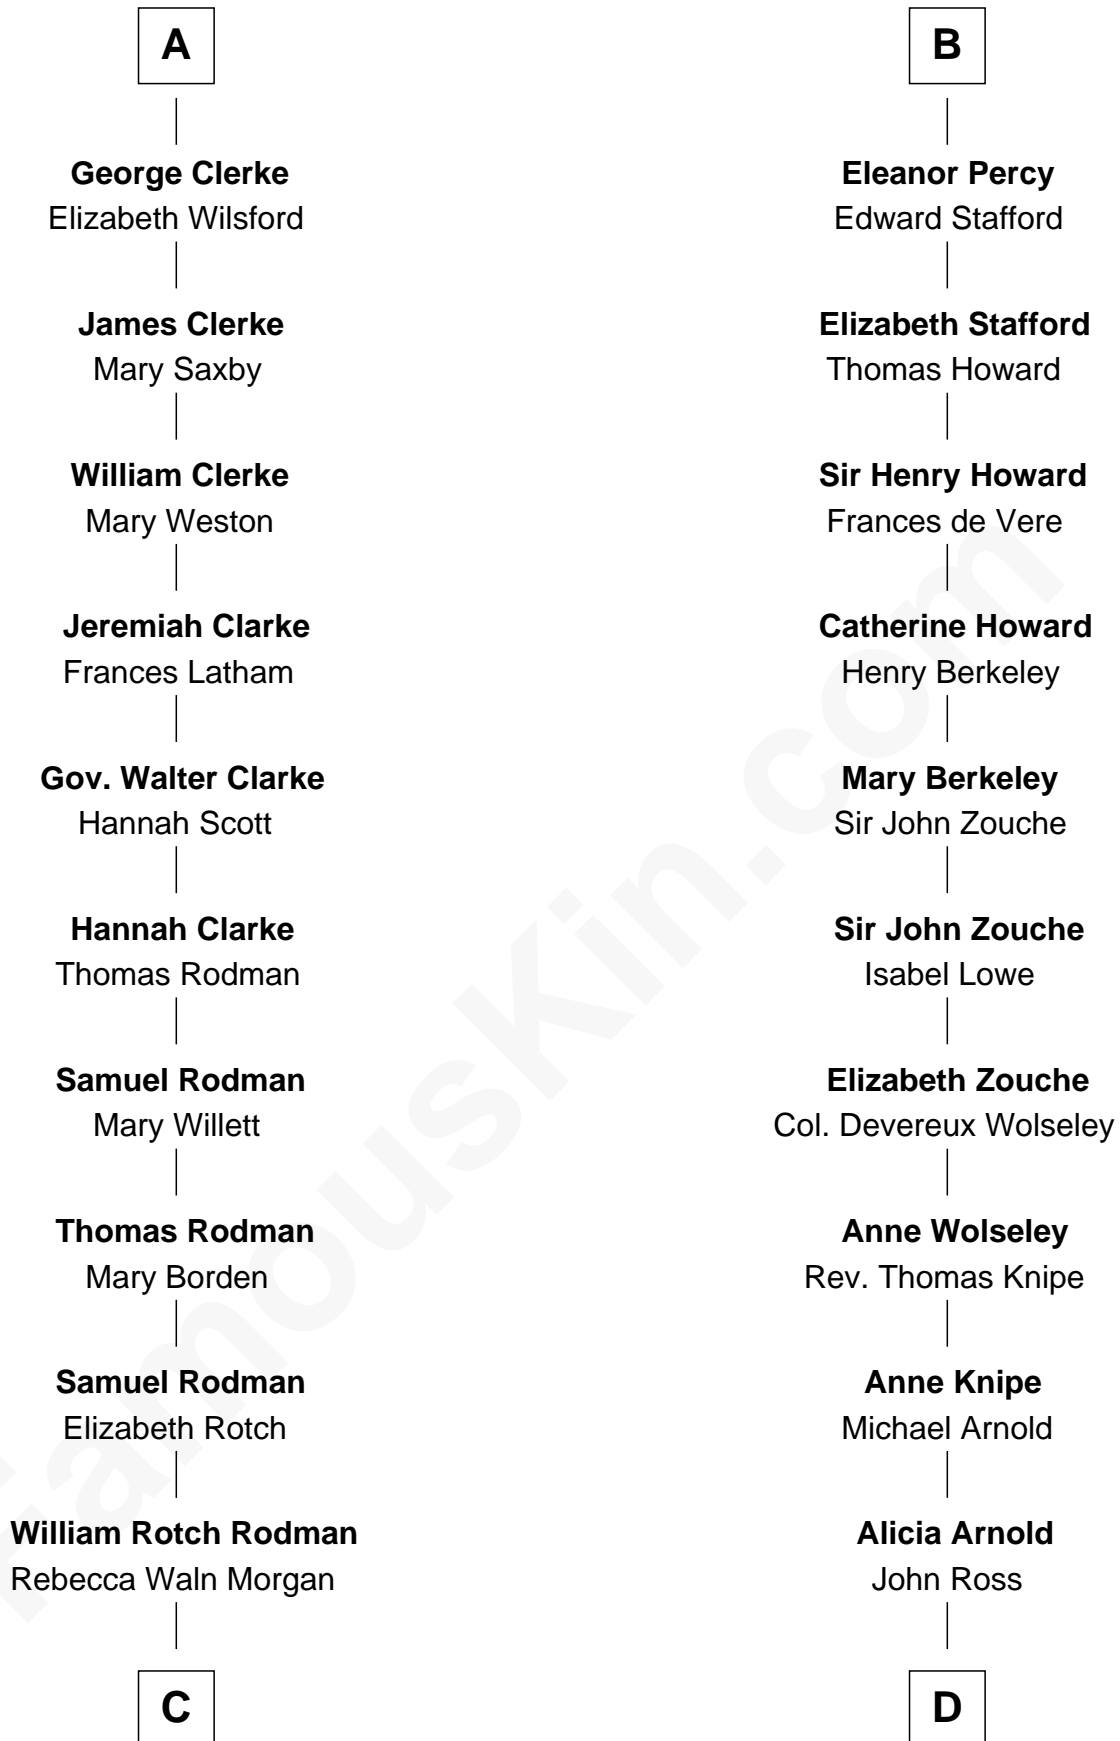 A
George Clerke
Elizabeth Wilsford
James Clerke
Mary Saxby
William Clerke
Mary Weston
Jeremiah Clarke
Frances Latham
Gov. Walter Clarke
Hannah Scott
Hannah Clarke
Thomas Rodman
Samuel Rodman
Mary Willett
Thomas Rodman
Mary Borden
Samuel Rodman
Elizabeth Rotch
William Rotch Rodman
Rebecca Waln Morgan
C
B
Eleanor Percy
Edward Stafford
Elizabeth Stafford
Thomas Howard
Sir Henry Howard
Frances de Vere
Catherine Howard
Henry Berkeley
Mary Berkeley
Sir John Zouche
Sir John Zouche
Isabel Lowe
Elizabeth Zouche
Col. Devereux Wolseley
Anne Wolseley
Rev. Thomas Knipe
Anne Knipe
Michael Arnold
Alicia Arnold
John Ross
D
FamousKin.com